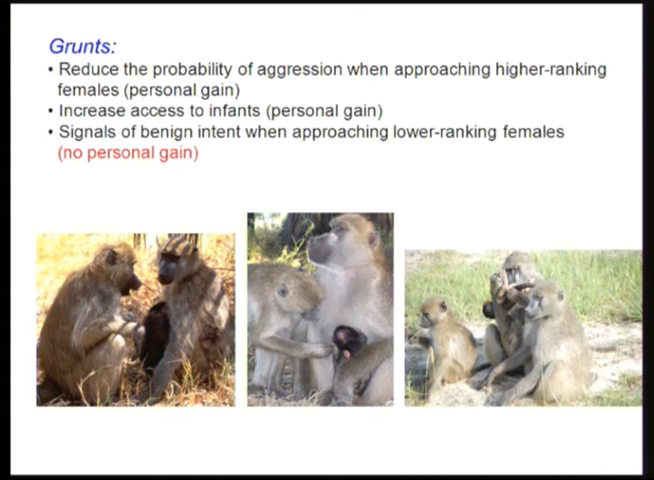 Grunts:
• Reduce the probability of aggression when approaching higher-ranking
females (personal gain)
• Increase access to infants (personal gain)
• Signals of benign intent when approaching lower-ranking females
(no personal gain)